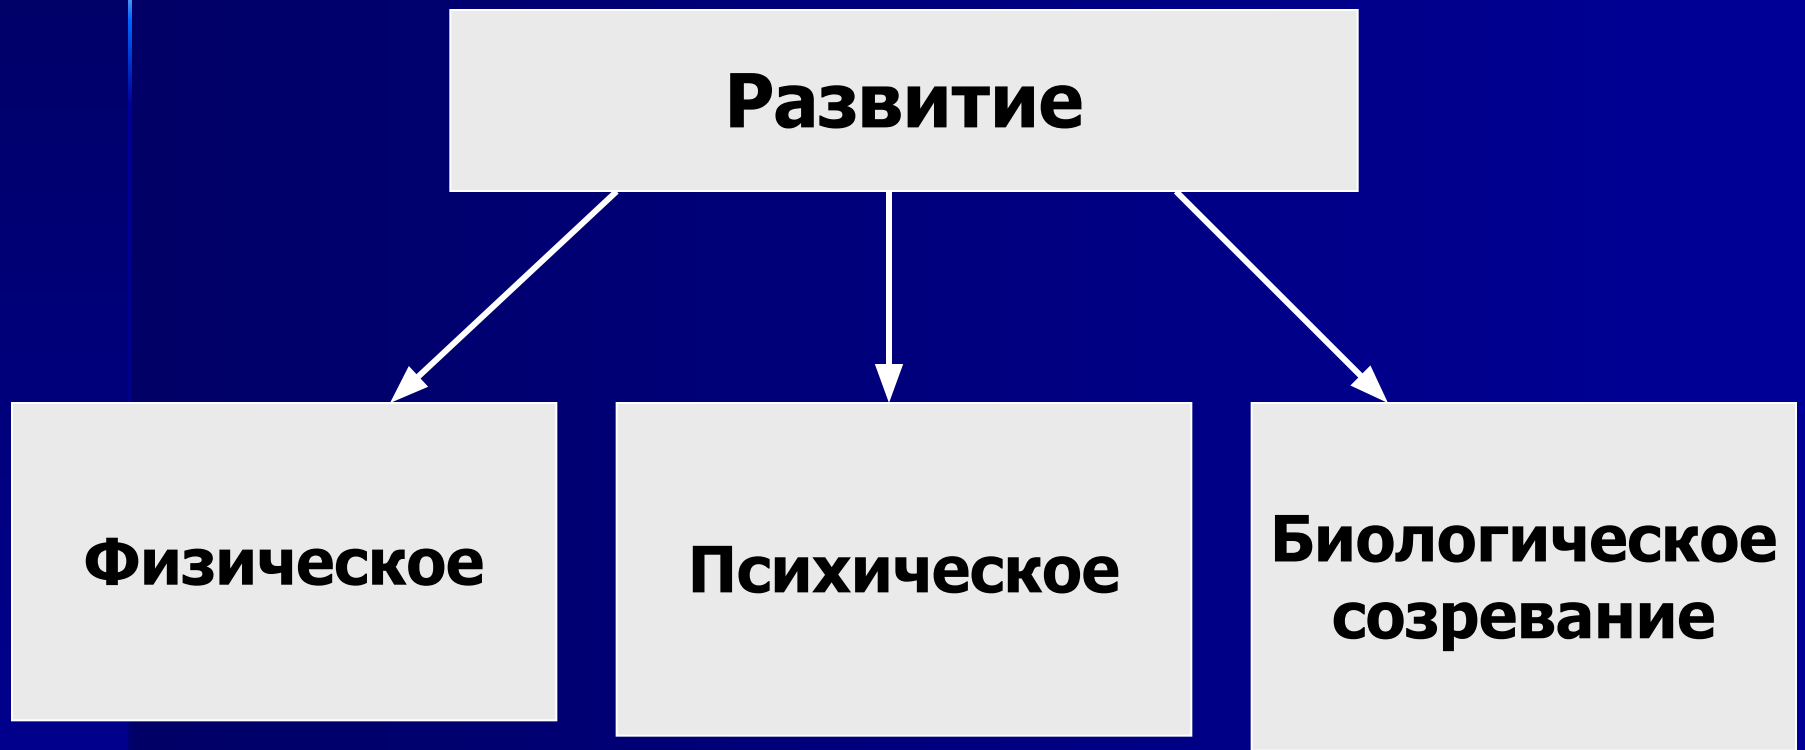 Развитие
Физическое
Психическое
Биологическое
созревание